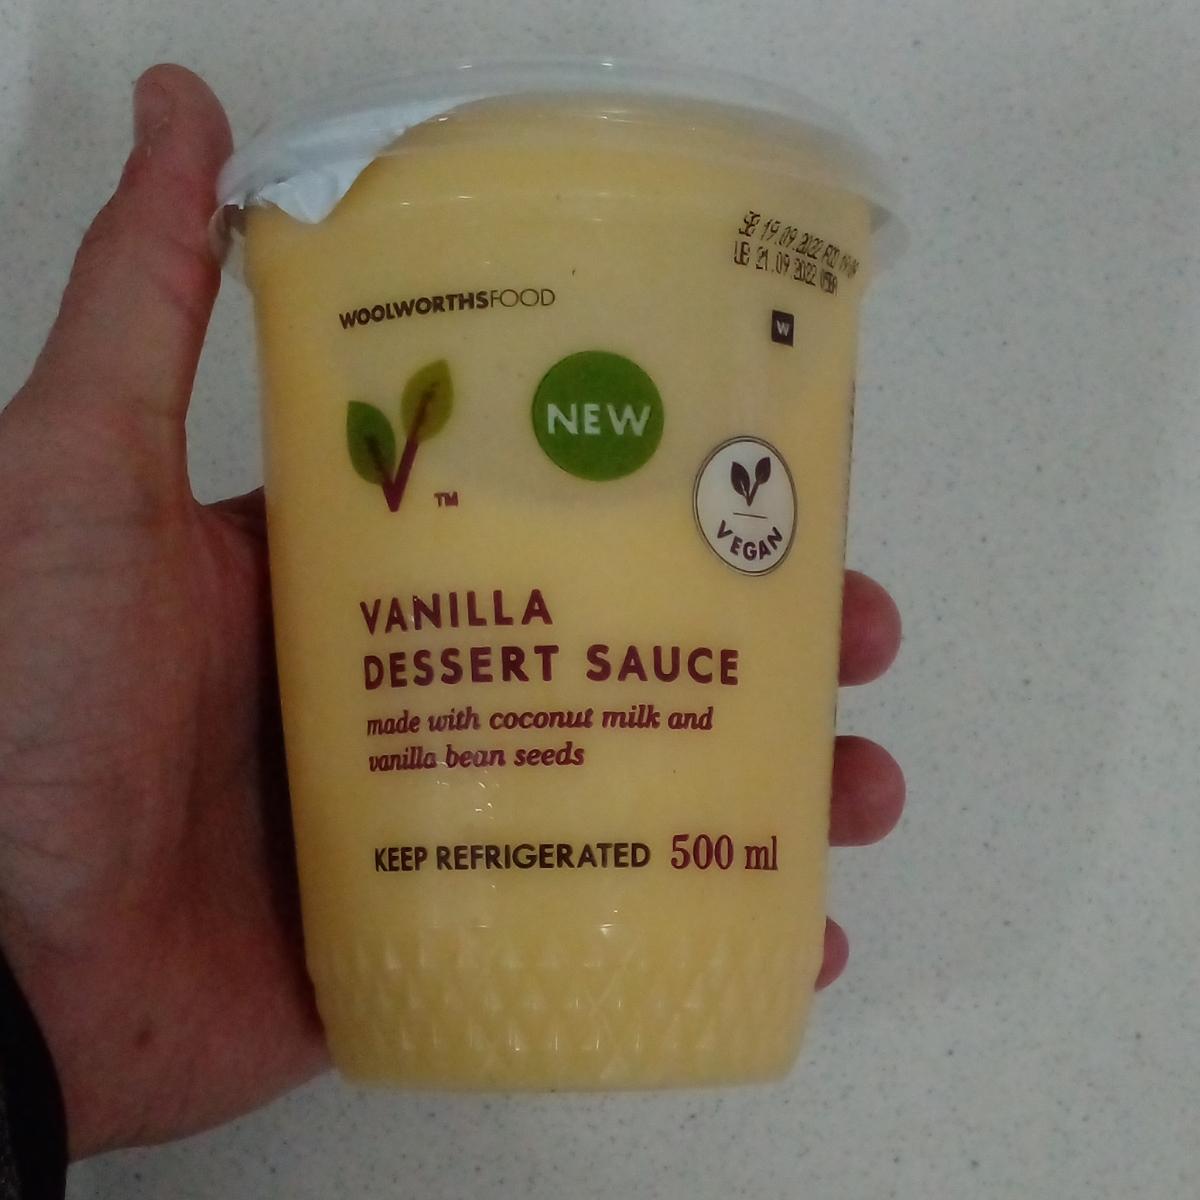 SB 19.09.2022
UB 21.09.2022
WOOLWORTHSFOOD
W
NEW
TM
VEGAN
VANILLA
DESSERT SAUCE
made with coconut milk and
vanilla bean seeds
KEEP REFRIGERATED 500 ml